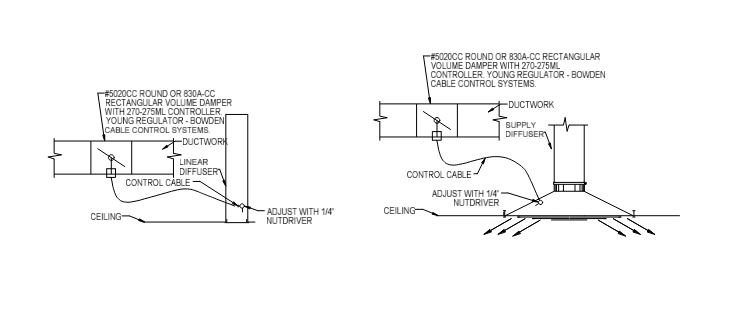 #5020CC ROUND OR 830A-CC
RECTANGULAR VOLUME DAMPER
WITH 270-275ML CONTROLLER.
YOUNG REGULATOR - BOWDEN
CABLE CONTROL SYSTEMS.
DUCTWORK
LINEAR
DIFFUSER
CONTROL CABLE
ADJUST WITH 1/4"
NUTDRIVER
CEILING
#5020CC ROUND OR 830A-CC RECTANGULAR
VOLUME DAMPER WITH 270-275ML
CONTROLLER. YOUNG REGULATOR - BOWDEN
CABLE CONTROL SYSTEMS.
DUCTWORK
SUPPLY
DIFFUSER
CONTROL CABLE
ADJUST WITH 1/4"
NUTDRIVER
CEILING